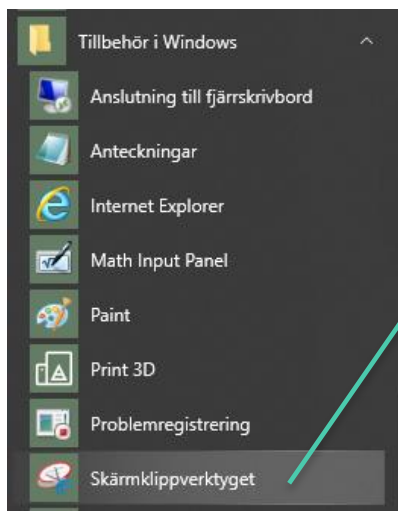 Tillbehör i Windows
Anslutning till fjärrskrivbord
Anteckningar
Internet Explorer
Math Input Panel
Paint
Print 3D
Problemregistrering
Skärmklippverktyget